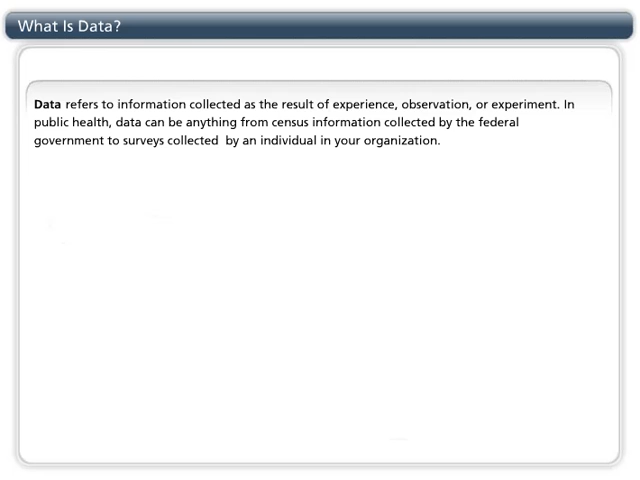 What Is Data?
Data refers to information collected as the result of experience, observation, or experiment. In
public health, data can be anything from census information collected by the federal
government to surveys collected  by an individual in your organization.